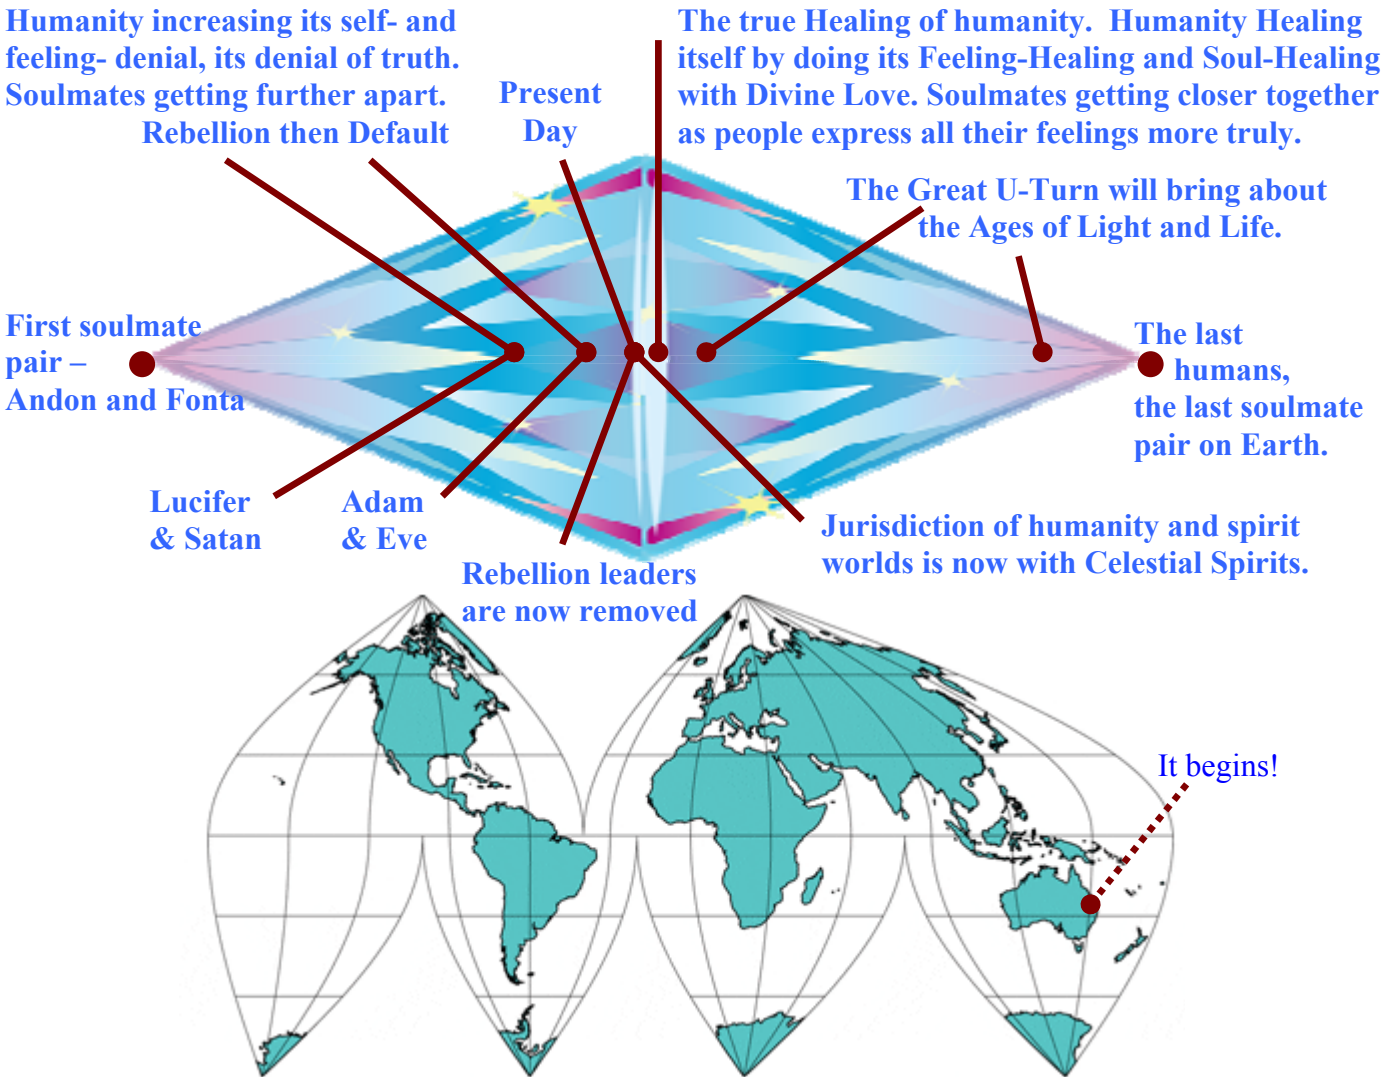 Humanity increasing its self- and
feeling- denial, its denial of truth.
Soulmates getting further apart.
Rebellion then Default
Present
Day
The true Healing of humanity.  Humanity Healing
itself by doing its Feeling-Healing and Soul-Healing
with Divine Love. Soulmates getting closer together
as people express all their feelings more truly.
The Great U-Turn will bring about
the Ages of Light and Life.
First soulmate
pair –
Andon and Fonta
The last
humans,
the last soulmate
pair on Earth.
Lucifer
& Satan
Adam
& Eve
Rebellion leaders
are now removed
Jurisdiction of humanity and spirit
worlds is now with Celestial Spirits.
It begins!